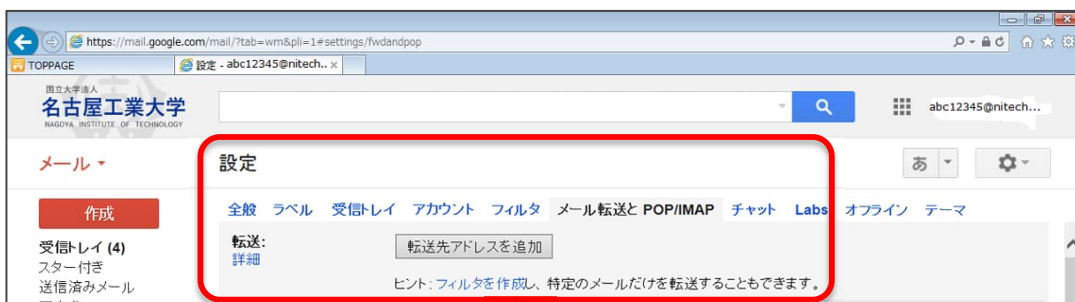 https://mail.google.com/mail/?tab=wm&pli=1#settings/fwdandpop
TOPPAGE
設定 - abc12345@nitech.. ×
国立大学法人
名古屋工業大学
NAGOYA INSTITUTE OF TECHNOLOGY
abc12345@nitech...
メール
設定
あ
作成
全般 ラベル 受信トレイ アカウント フィルタ メール転送と POP/IMAP チャット Labs オフライン テーマ
受信トレイ (4)
スター付き
送信済みメール
転送:
詳細
転送先アドレスを追加
ヒント: フィルタを作成し、特定のメールだけを転送することもできます。